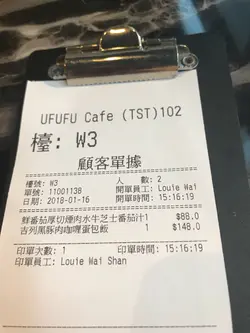 UFUFU Cafe (TST)102
檯: W3
顧客單據
檯號: W3 人 數: 2
單號: 11001138 開單員工: Louie Wai
日期: 2018-01-16 開單時間: 15:16:19
鮮番茄厚切煙肉水牛芝士番茄汁1 $88.0
吉列黑豚肉咖喱蛋包飯 1 $148.0
印單次數: 1 印單時間: 15:16:19
印單員工: Louie Wai Shan